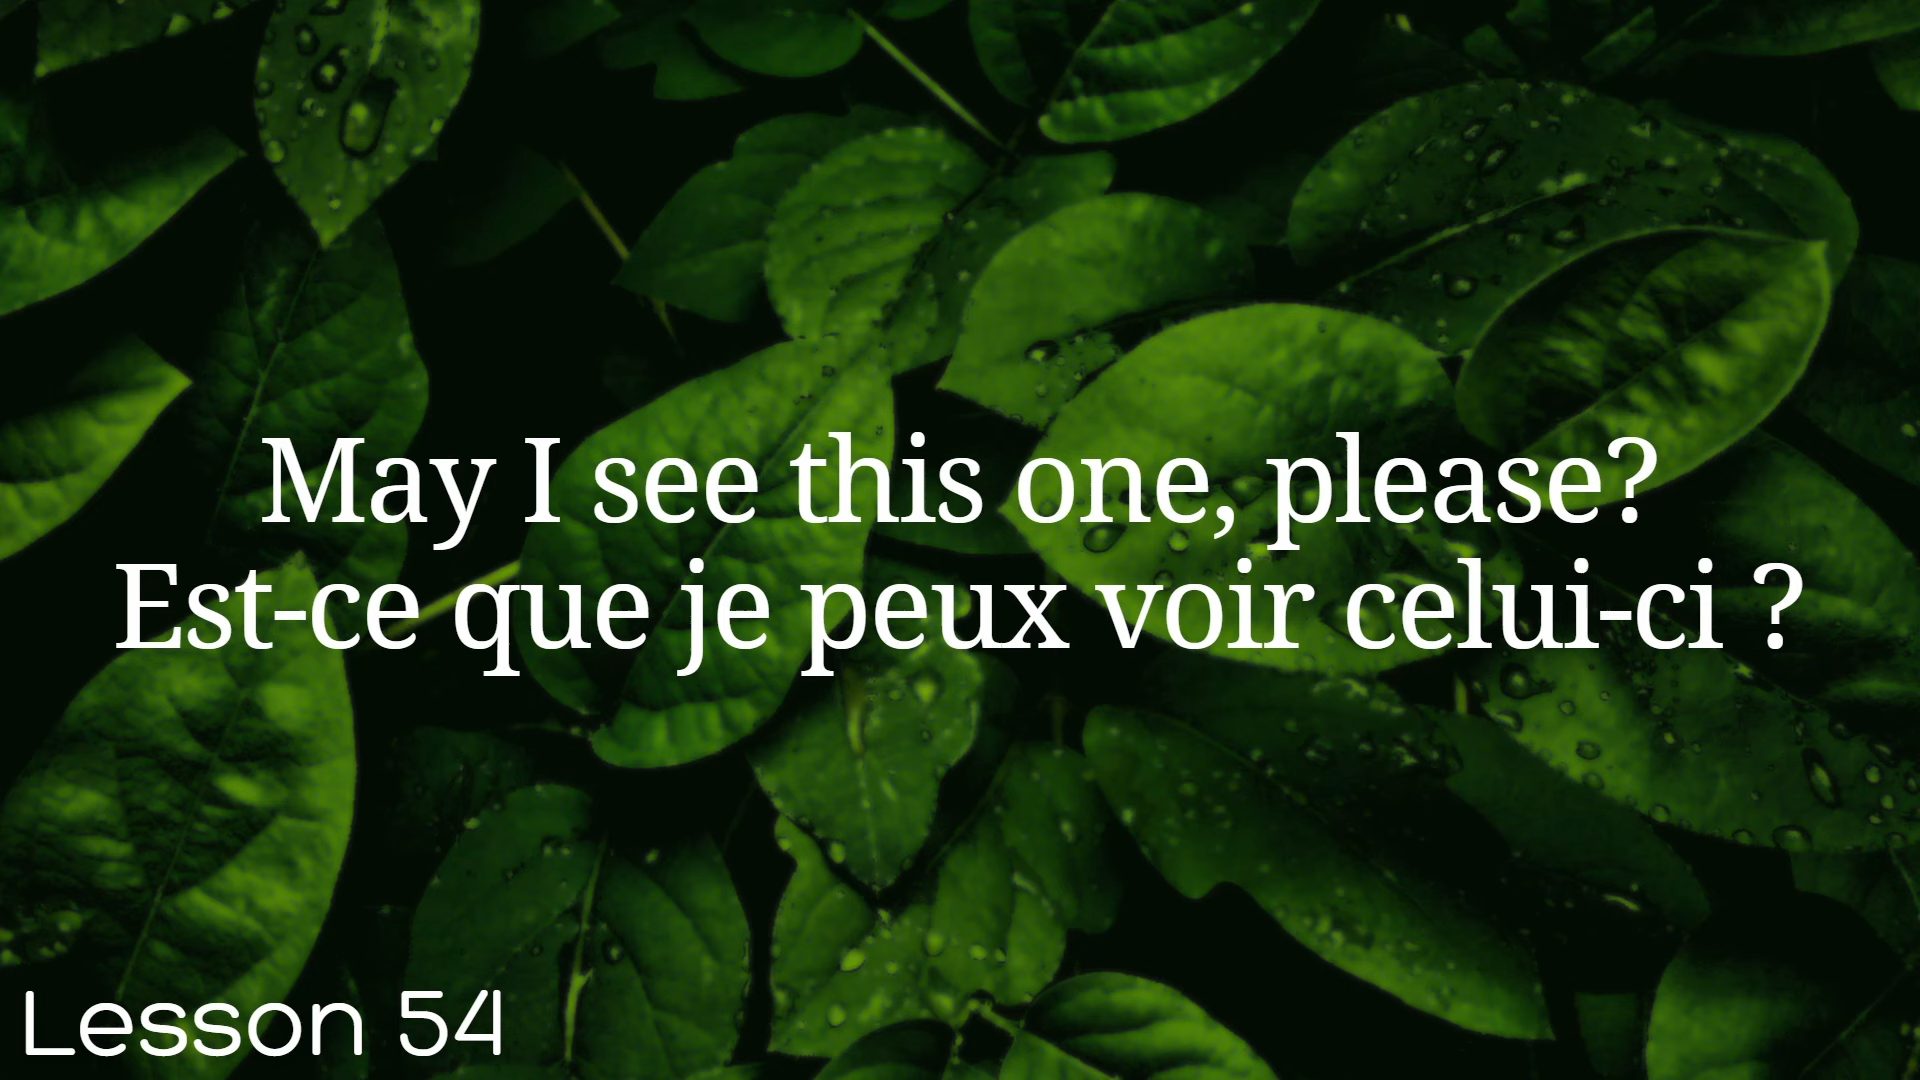 May I see this one, please?
Est-ce que je peux voir celui-ci ?
Lesson 54